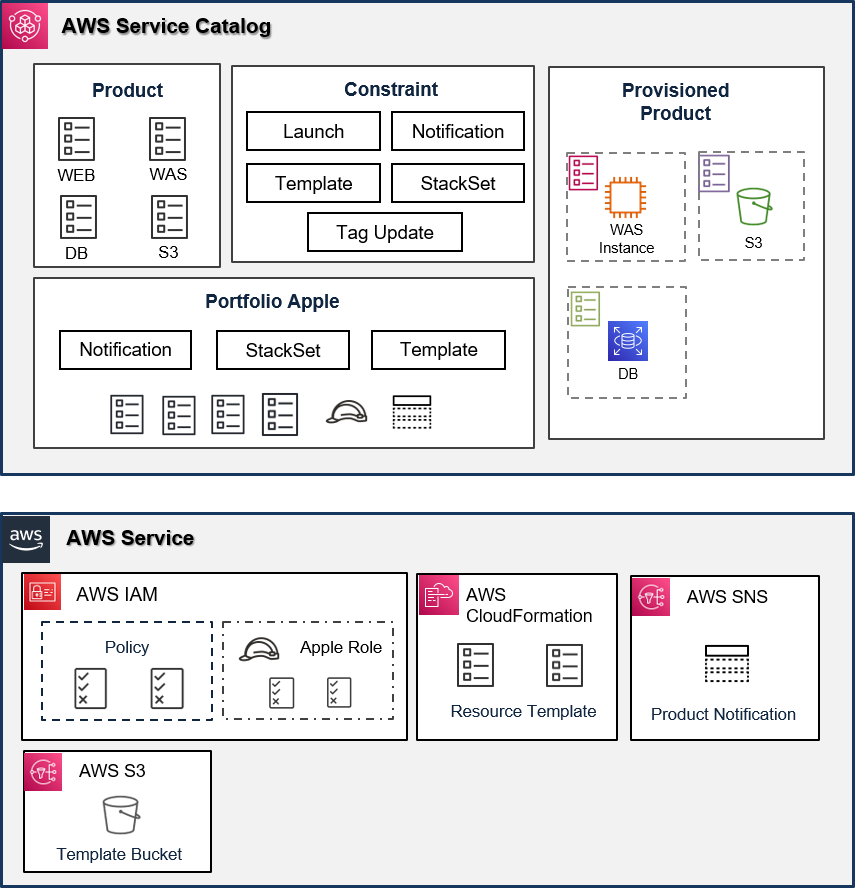 AWS Service Catalog
Product
WEB
WAS
DB
S3
Constraint
Launch
Notification
Template
StackSet
Tag Update
Provisioned
Product
WAS
Instance
S3
DB
Portfolio Apple
Notification
StackSet
Template
aws
AWS Service
AWS IAM
Policy
Apple Role
AWS
CloudFormation
Resource Template
AWS SNS
Product Notification
AWS S3
Template Bucket